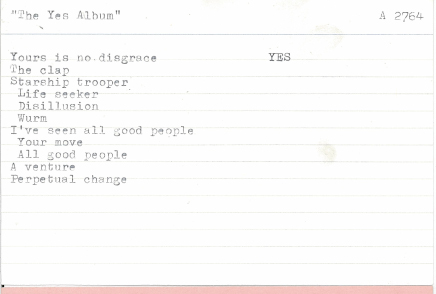 "The Yes Album" A 2764
Yours is no disgrace YES
The clap
Starship trooper
Life seeker
Disillusion
Wurm
I've seen all good people
Your move
All good people
A venture
Perpetual change